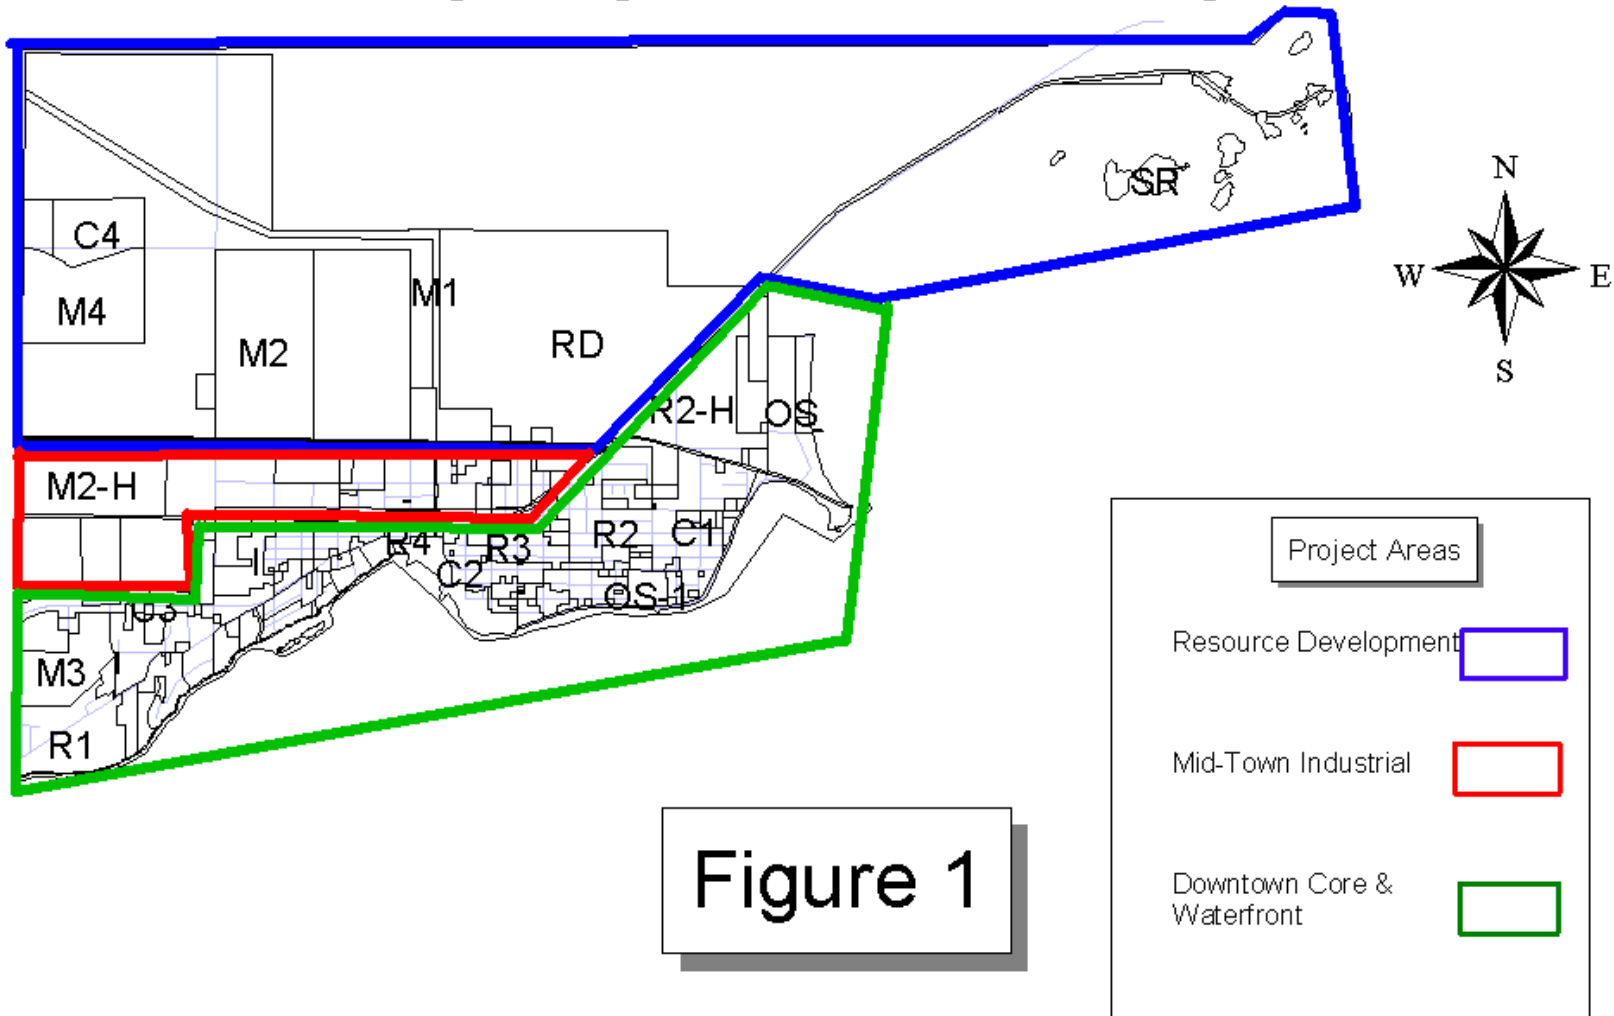 N
SR
C4
W
E
M1
M4
RD
M2
S
R2-H
OS
M2-H
R2
C1
R4
R3
I
C2
OS-1
Project Areas
M3
Resource Development
R1
Mid-Town Industrial
Figure 1
Downtown Core &
Waterfront